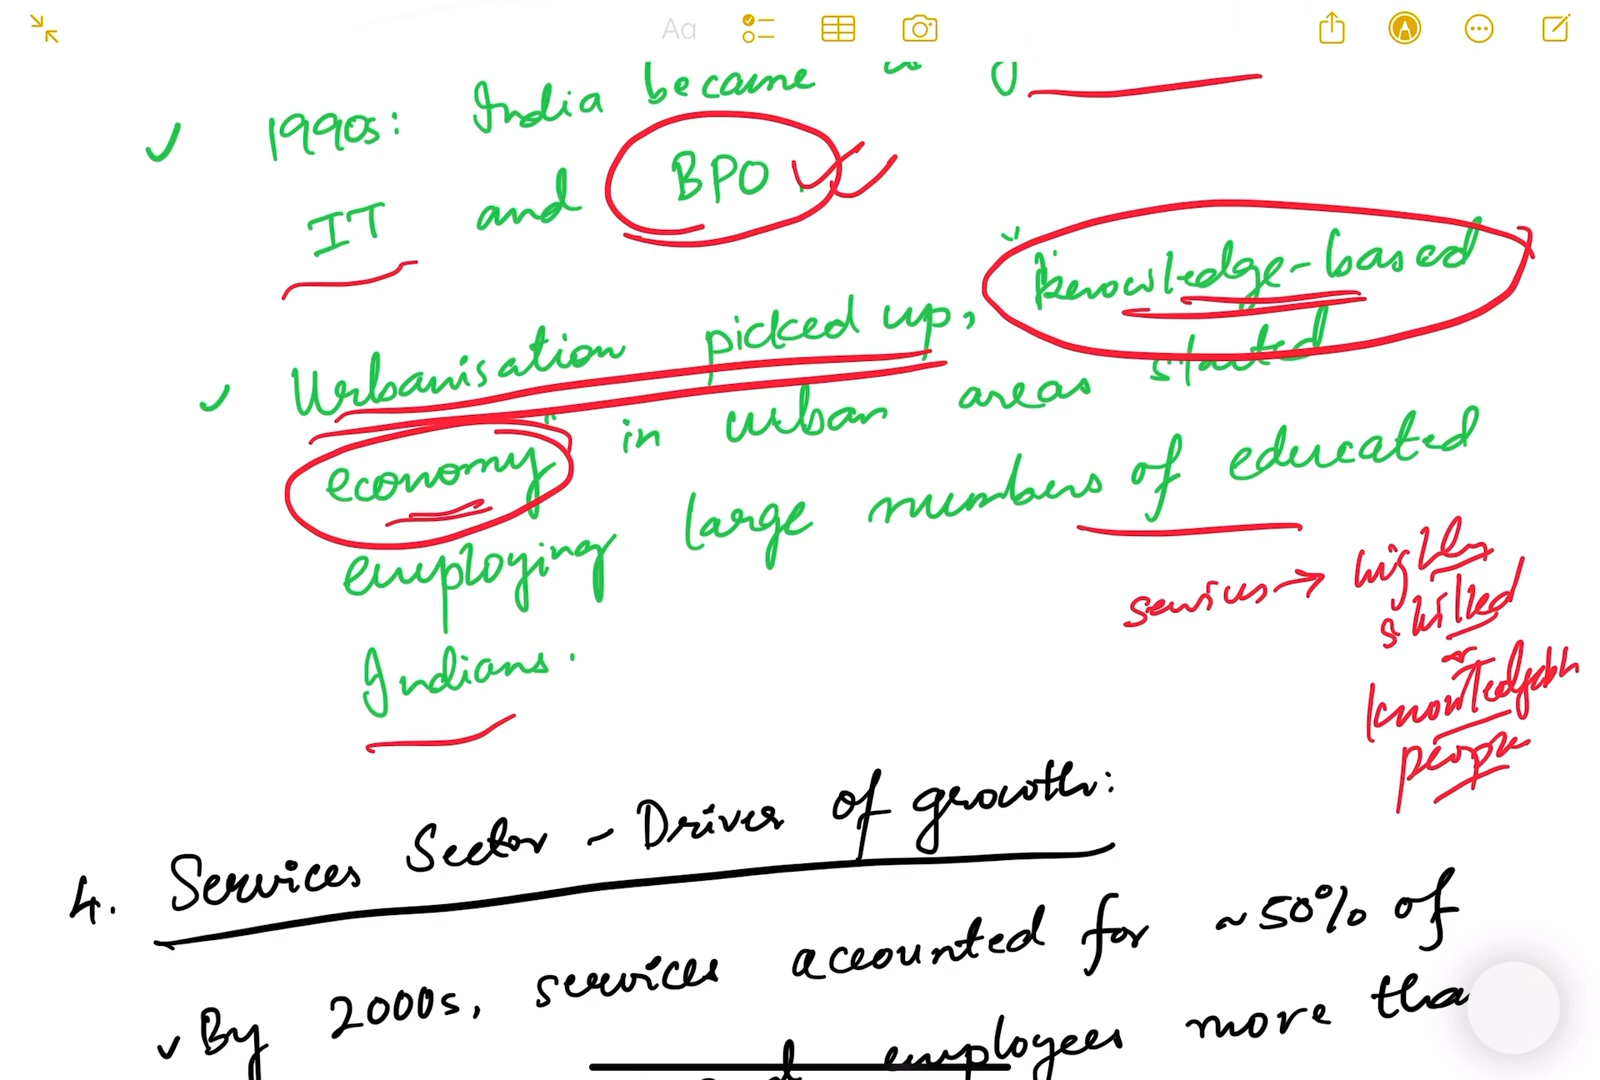 Aa
1990s: India became
IT and BPO.
Urbanisation picked up, "knowledge-based
economy" in urban areas started
employing large numbers of educated
Indians.
services → highly
skilled
or
people
4. Services Sector - Driver of growth:
By 2000s, services accounted for ~50% of
employees more tha